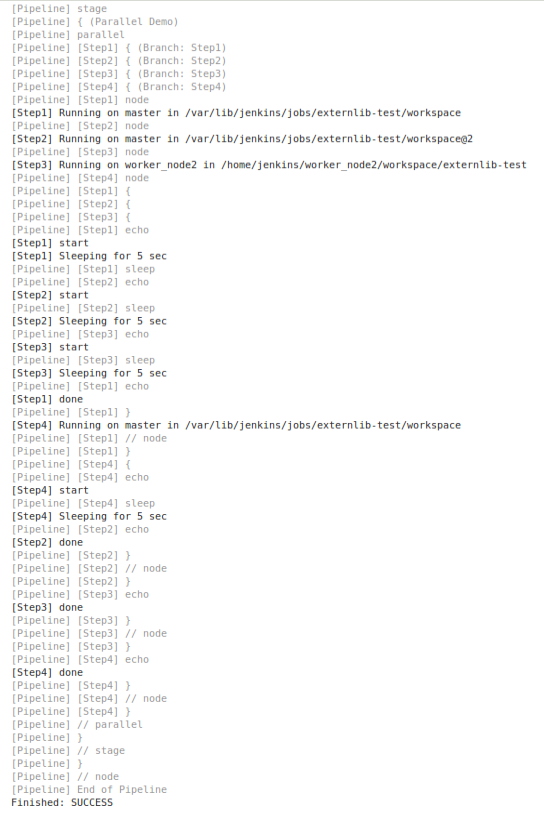 [Pipeline] stage
[Pipeline] { (Parallel Demo)
[Pipeline] parallel
[Pipeline] [Step1] { (Branch: Step1)
[Pipeline] [Step2] { (Branch: Step2)
[Pipeline] [Step3] { (Branch: Step3)
[Pipeline] [Step4] { (Branch: Step4)
[Pipeline] [Step1] node
[Step1] Running on master in /var/lib/jenkins/jobs/externlib-test/workspace
[Pipeline] [Step2] node
[Step2] Running on master in /var/lib/jenkins/jobs/externlib-test/workspace@2
[Pipeline] [Step3] node
[Step3] Running on worker_node2 in /home/jenkins/worker_node2/workspace/externlib-test
[Pipeline] [Step4] node
[Pipeline] [Step1] {
[Pipeline] [Step2] {
[Pipeline] [Step3] {
[Pipeline] [Step1] echo
[Step1] start
[Step1] Sleeping for 5 sec
[Pipeline] [Step1] sleep
[Pipeline] [Step2] echo
[Step2] start
[Pipeline] [Step2] sleep
[Step2] Sleeping for 5 sec
[Pipeline] [Step3] echo
[Step3] start
[Pipeline] [Step3] sleep
[Step3] Sleeping for 5 sec
[Pipeline] [Step1] echo
[Step1] done
[Pipeline] [Step1] }
[Step4] Running on master in /var/lib/jenkins/jobs/externlib-test/workspace
[Pipeline] [Step1] // node
[Pipeline] [Step1] }
[Pipeline] [Step4] {
[Pipeline] [Step4] echo
[Step4] start
[Pipeline] [Step4] sleep
[Step4] Sleeping for 5 sec
[Pipeline] [Step2] echo
[Step2] done
[Pipeline] [Step2] }
[Pipeline] [Step2] // node
[Pipeline] [Step2] }
[Pipeline] [Step3] echo
[Step3] done
[Pipeline] [Step3] }
[Pipeline] [Step3] // node
[Pipeline] [Step3] }
[Pipeline] [Step4] echo
[Step4] done
[Pipeline] [Step4] }
[Pipeline] [Step4] // node
[Pipeline] [Step4] }
[Pipeline] // parallel
[Pipeline] }
[Pipeline] // stage
[Pipeline] }
[Pipeline] // node
[Pipeline] End of Pipeline
Finished: SUCCESS